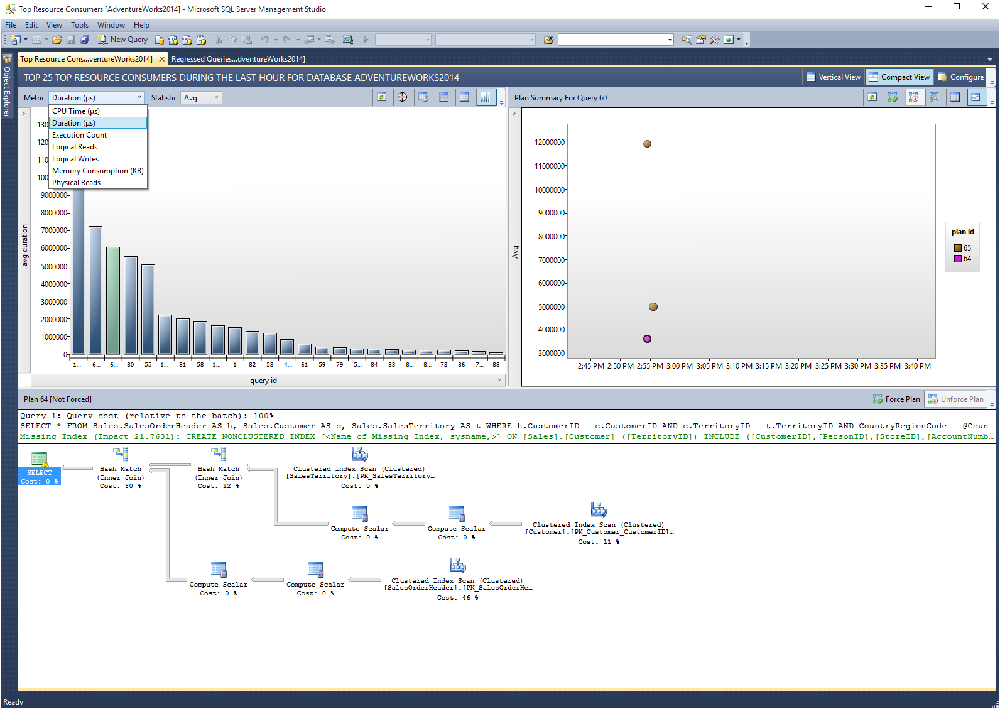 Top Resource Consumers [AdventureWorks2014] - Microsoft SQL Server Management Studio
File Edit View Tools Window Help
New Query
Object Explorer
Top Resource Cons...ventureWorks2014]
Regressed Queries...dventureWorks2014]
TOP 25 TOP RESOURCE CONSUMERS DURING THE LAST HOUR FOR DATABASE ADVENTUREWORKS2014
Vertical View
Compact View
Configure
Metric Duration (µs) Statistic Avg
CPU Time (µs)
Duration (µs)
Execution Count
Logical Reads
Logical Writes
Memory Consumption (KB)
Physical Reads
130
120
110
100
9000000
8000000
7000000
6000000
5000000
4000000
3000000
2000000
1000000
0
avg duration
1... 6... 6... 80 55 1... 81 58 1... 1 82 53 4... 61 59 79 5... 84 83 8... 8... 73 86 7... 88
query id
Plan Summary For Query 60
12000000
11000000
10000000
9000000
8000000
7000000
6000000
5000000
4000000
3000000
Avg
2:45 PM 2:50 PM 2:55 PM 3:00 PM 3:05 PM 3:10 PM 3:15 PM 3:20 PM 3:25 PM 3:30 PM 3:35 PM 3:40 PM
plan id
65
64
Plan 64 [Not Forced]
Force Plan
Unforce Plan
Query 1: Query cost (relative to the batch): 100%
SELECT * FROM Sales.SalesOrderHeader AS h, Sales.Customer AS c, Sales.SalesTerritory AS t WHERE h.CustomerID = c.CustomerID AND c.TerritoryID = t.TerritoryID AND CountryRegionCode = @Coun...
Missing Index (Impact 21.7631): CREATE NONCLUSTERED INDEX [<Name of Missing Index, sysname,>] ON [Sales].[Customer] ([TerritoryID]) INCLUDE ([CustomerID],[PersonID],[StoreID],[AccountNumb...
SELECT
Cost: 0 %
Hash Match
(Inner Join)
Cost: 30 %
Hash Match
(Inner Join)
Cost: 12 %
Clustered Index Scan (Clustered)
[SalesTerritory].[PK_SalesTerritory...
Cost: 0 %
Compute Scalar
Cost: 0 %
Compute Scalar
Cost: 0 %
Clustered Index Scan (Clustered)
[Customer].[PK_Customer_CustomerID]...
Cost: 11 %
Compute Scalar
Cost: 0 %
Compute Scalar
Cost: 0 %
Clustered Index Scan (Clustered)
[SalesOrderHeader].[PK_SalesOrderHe...
Cost: 46 %
Ready